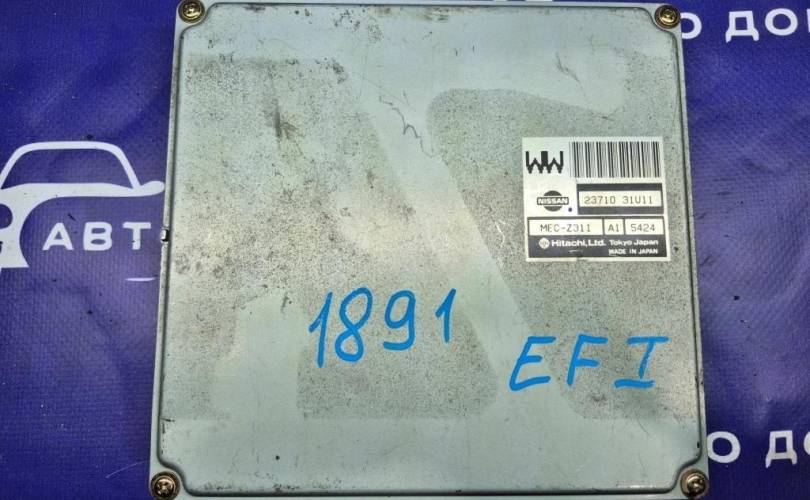 О ДО
АВТ
WW
NISSAN
23710 31U11
MEC-Z311 A1 5424
Hitachi, Ltd. Tokyo Japan
MADE IN JAPAN
1891
EFI
О ДО